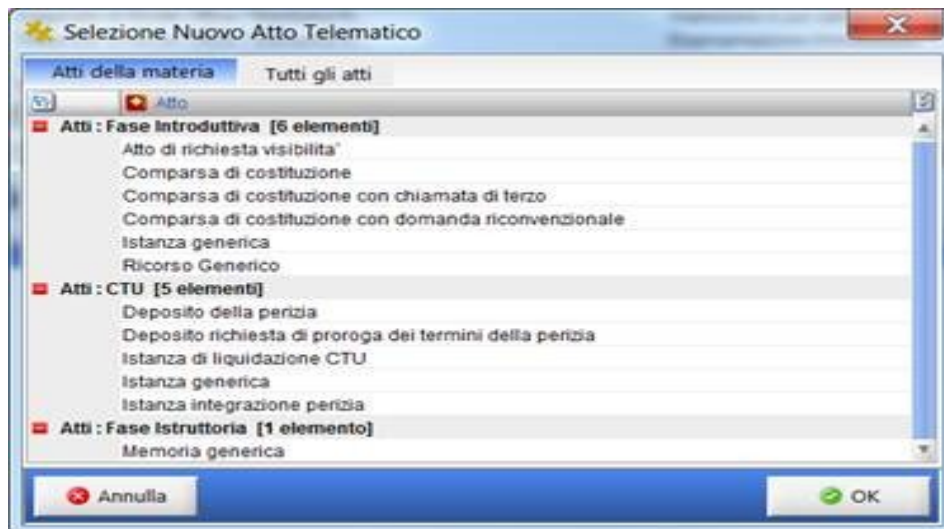 Selezione Nuovo Atto Telematico
Atti della materia
Tutti gli atti
Atto
Atti : Fase Introduttiva [6 elementi]
Atto di richiesta visibilita'
Comparsa di costituzione
Comparsa di costituzione con chiamata di terzo
Comparsa di costituzione con domanda riconvenzionale
Istanza generica
Ricorso Generico
Atti : CTU [5 elementi]
Deposito della perizia
Deposito richiesta di proroga dei termini della perizia
Istanza di liquidazione CTU
Istanza generica
Istanza integrazione perizia
Atti : Fase Istruttoria [1 elemento]
Memoria generica
Annulla
OK